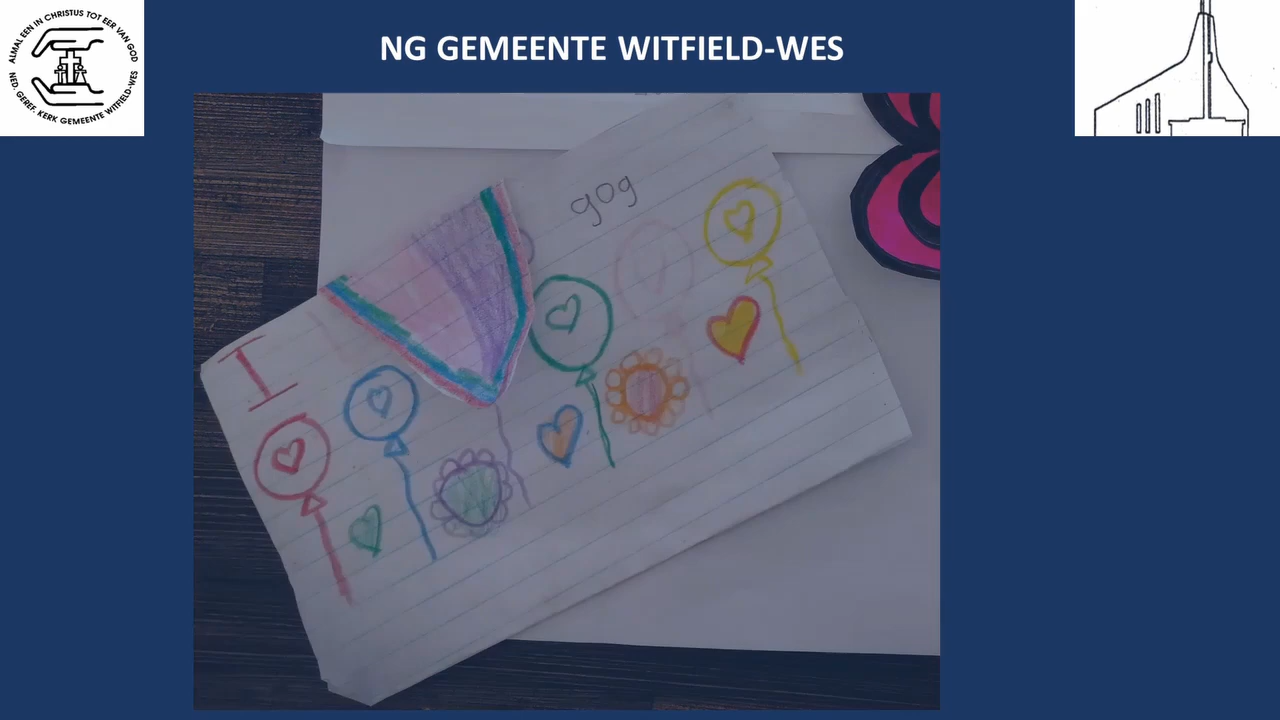 ALMAL EEN IN CHRISTUS TOT EER VAN GOD
NED. GEREF. KERK GEMEENTE WITFIELD-WES
NG GEMEENTE WITFIELD-WES
I
gog